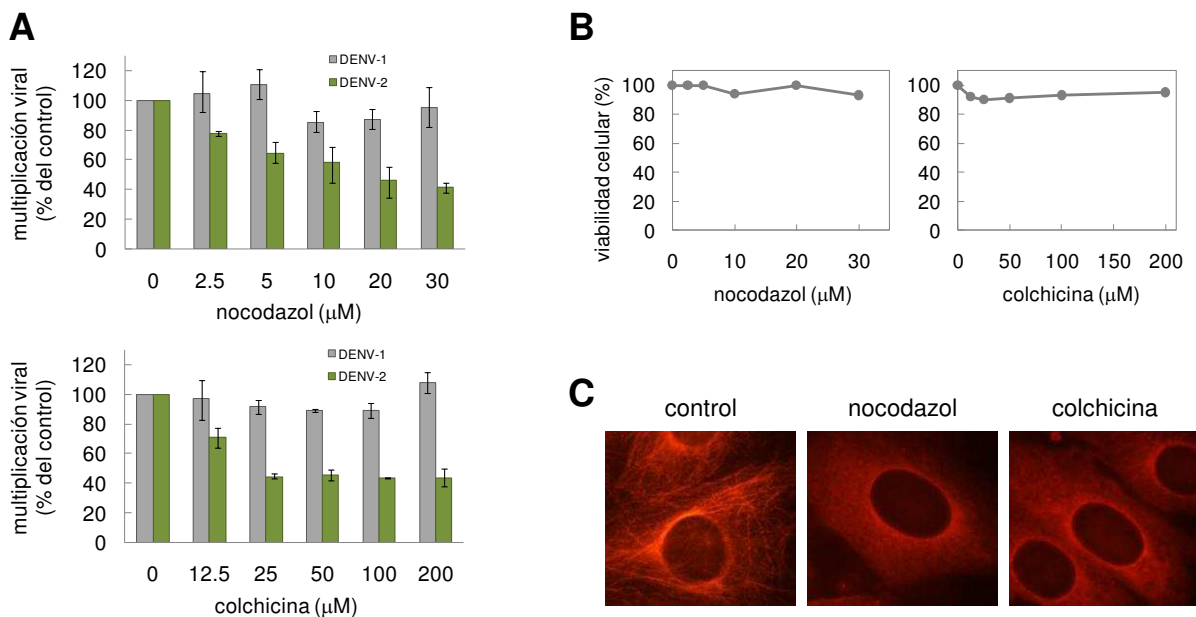 A
multiplicación viral
(% del control)
120
100
80
60
40
20
0
DENV-1
DENV-2
0 2.5 5 10 20 30
nocodazol (μM)
multiplicación viral
(% del control)
120
100
80
60
40
20
0
DENV-1
DENV-2
0 12.5 25 50 100 200
colchicina (μM)
B
viabilidad celular (%)
100
80
60
40
20
0
0 10 20 30
nocodazol (μM)
100
80
60
40
20
0
0 50 100 150 200
colchicina (μM)
C
control nocodazol colchicina